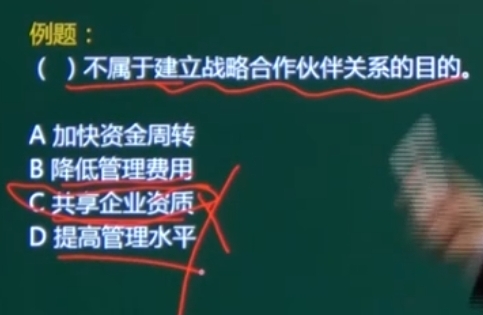 例题：
（ ）不属于建立战略合作伙伴关系的目的。
A 加快资金周转
B 降低管理费用
C 共享企业资质
D 提高管理水平